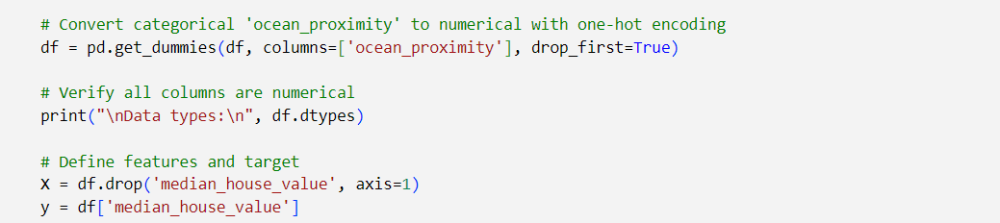 # Convert categorical 'ocean_proximity' to numerical with one-hot encoding
df = pd.get_dummies(df, columns=['ocean_proximity'], drop_first=True)
# Verify all columns are numerical
print("\nData types:\n", df.dtypes)
# Define features and target
X = df.drop('median_house_value', axis=1)
y = df['median_house_value']